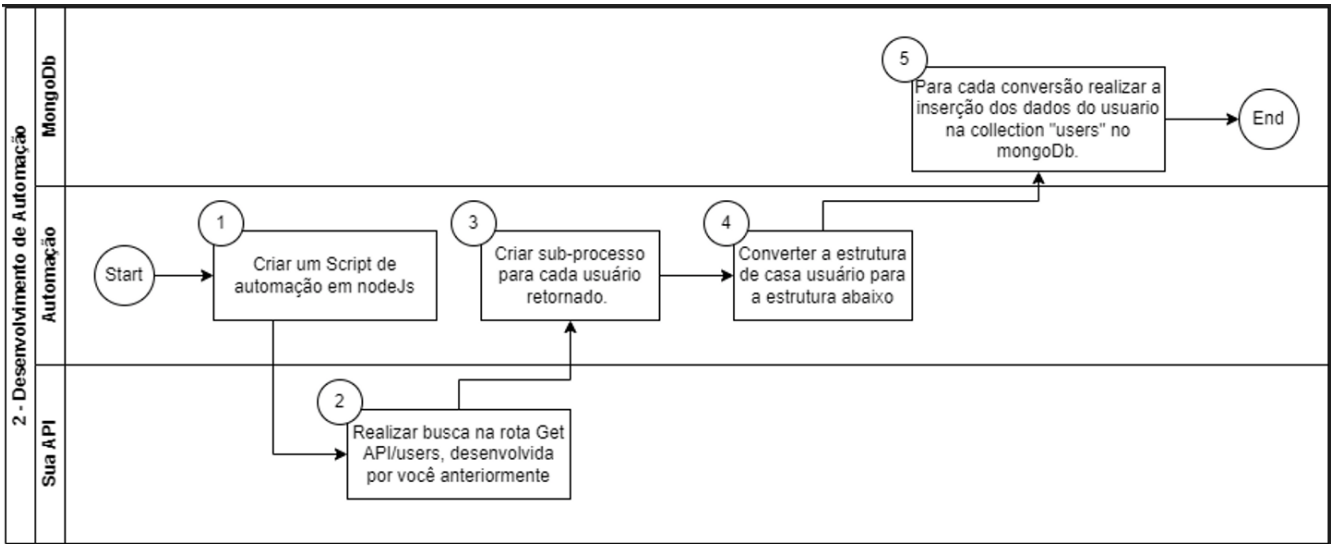 2 - Desenvolvimento de Automação
MongoDb
5
Para cada conversão realizar a
inserção dos dados do usuario
na collection "users" no
mongoDb.
End
Automação
Start
1
Criar um Script de
automação em nodeJs
3
Criar sub-processo
para cada usuário
retornado.
4
Converter a estrutura
de casa usuário para
a estrutura abaixo
Sua API
2
Realizar busca na rota Get
API/users, desenvolvida
por você anteriormente